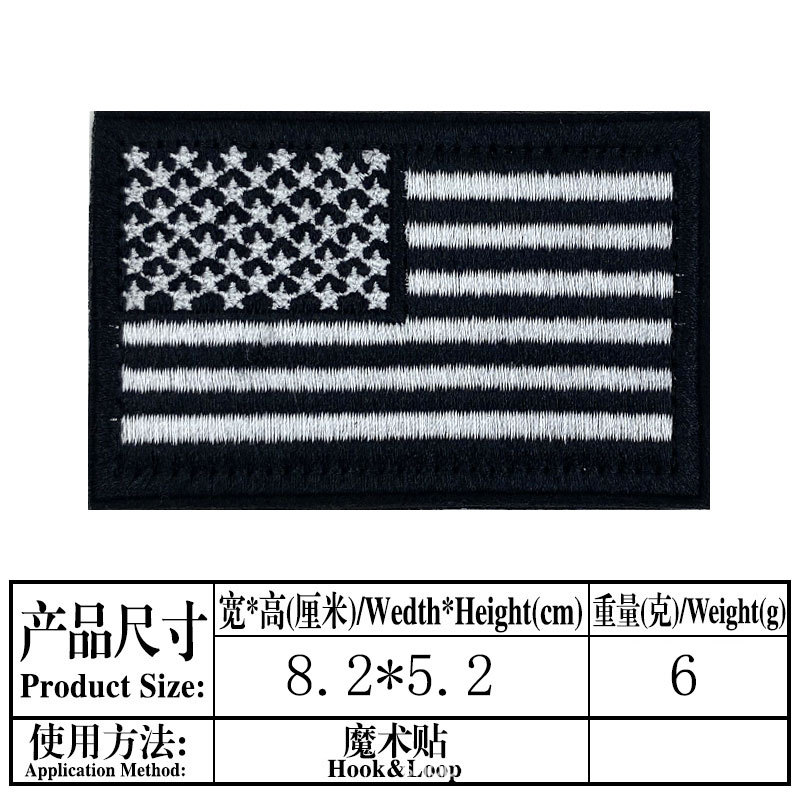 产品尺寸
Product Size:
宽*高(厘米)/Wedth*Height(cm)
重量(克)/Weight(g)
8.2*5.2
6
使用方法:
Application Method:
魔术贴
Hook&Loop